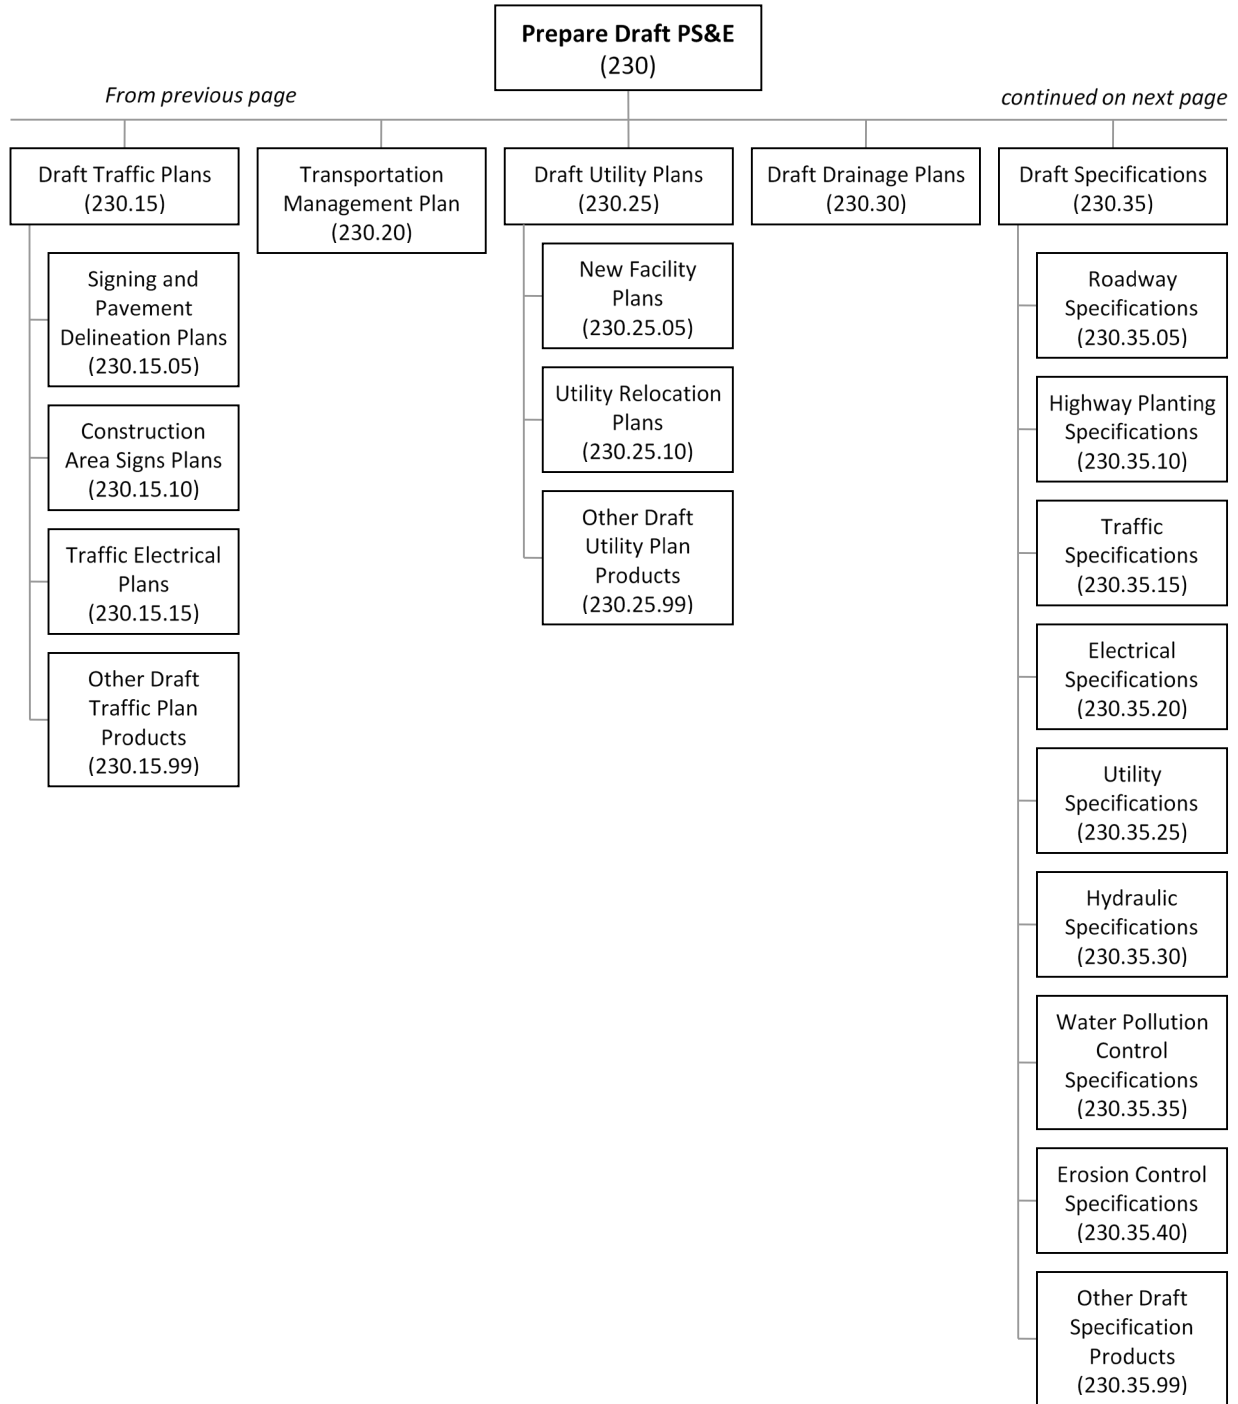 Prepare Draft PS&E
(230)
From previous page
continued on next page
Draft Traffic Plans
(230.15)
Signing and
Pavement
Delineation Plans
(230.15.05)
Construction
Area Signs Plans
(230.15.10)
Traffic Electrical
Plans
(230.15.15)
Other Draft
Traffic Plan
Products
(230.15.99)
Transportation
Management Plan
(230.20)
Draft Utility Plans
(230.25)
New Facility
Plans
(230.25.05)
Utility Relocation
Plans
(230.25.10)
Other Draft
Utility Plan
Products
(230.25.99)
Draft Drainage Plans
(230.30)
Draft Specifications
(230.35)
Roadway
Specifications
(230.35.05)
Highway Planting
Specifications
(230.35.10)
Traffic
Specifications
(230.35.15)
Electrical
Specifications
(230.35.20)
Utility
Specifications
(230.35.25)
Hydraulic
Specifications
(230.35.30)
Water Pollution
Control
Specifications
(230.35.35)
Erosion Control
Specifications
(230.35.40)
Other Draft
Specification
Products
(230.35.99)